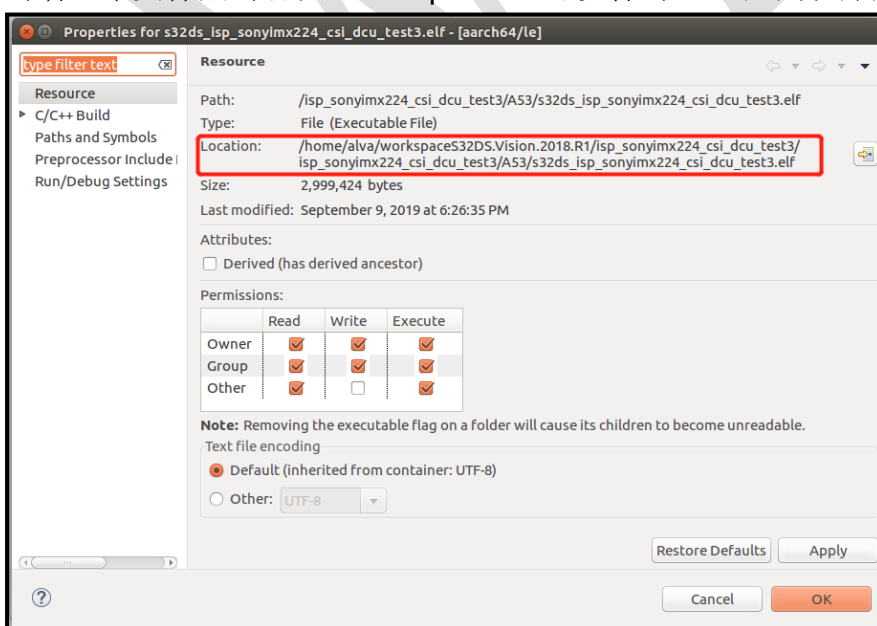 Properties for s32ds_isp_sonyimx224_csi_dcu_test3.elf - [aarch64/le]
type filter text
Resource
C/C++ Build
Paths and Symbols
Preprocessor Include
Run/Debug Settings
Resource
Path: /isp_sonyimx224_csi_dcu_test3/A53/s32ds_isp_sonyimx224_csi_dcu_test3.elf
Type: File (Executable File)
Location: /home/alva/workspaceS32DS.Vision.2018.R1/isp_sonyimx224_csi_dcu_test3/
isp_sonyimx224_csi_dcu_test3/A53/s32ds_isp_sonyimx224_csi_dcu_test3.elf
Size: 2,999,424 bytes
Last modified: September 9, 2019 at 6:26:35 PM
Attributes:
Derived (has derived ancestor)
Permissions:
Read Write Execute
Owner
Group
Other
Note: Removing the executable flag on a folder will cause its children to become unreadable.
Text file encoding
Default (inherited from container: UTF-8)
Other: UTF-8
Restore Defaults Apply
? Cancel OK